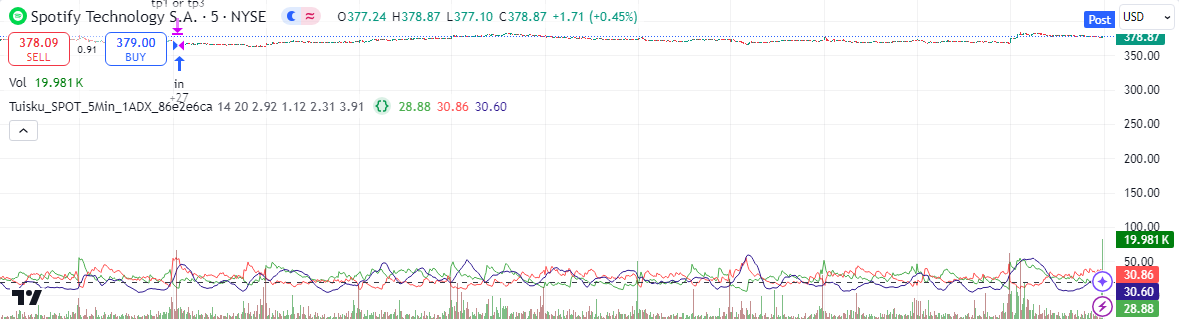 tp1 or tp3
Spotify Technology S.A. · 5 · NYSE O377.24 H378.87 L377.10 C378.87 +1.71 (+0.45%)
Post USD
378.09 SELL 0.91 379.00 BUY
378.87
350.00
Vol 19.981 K
in
+27
300.00
Tuisku_SPOT_5Min_1ADX_86e2e6ca 14 20 2.92 1.12 2.31 3.91 {} 28.88 30.86 30.60
250.00
200.00
150.00
100.00
19.981 K
50.00
30.86
30.60
28.88